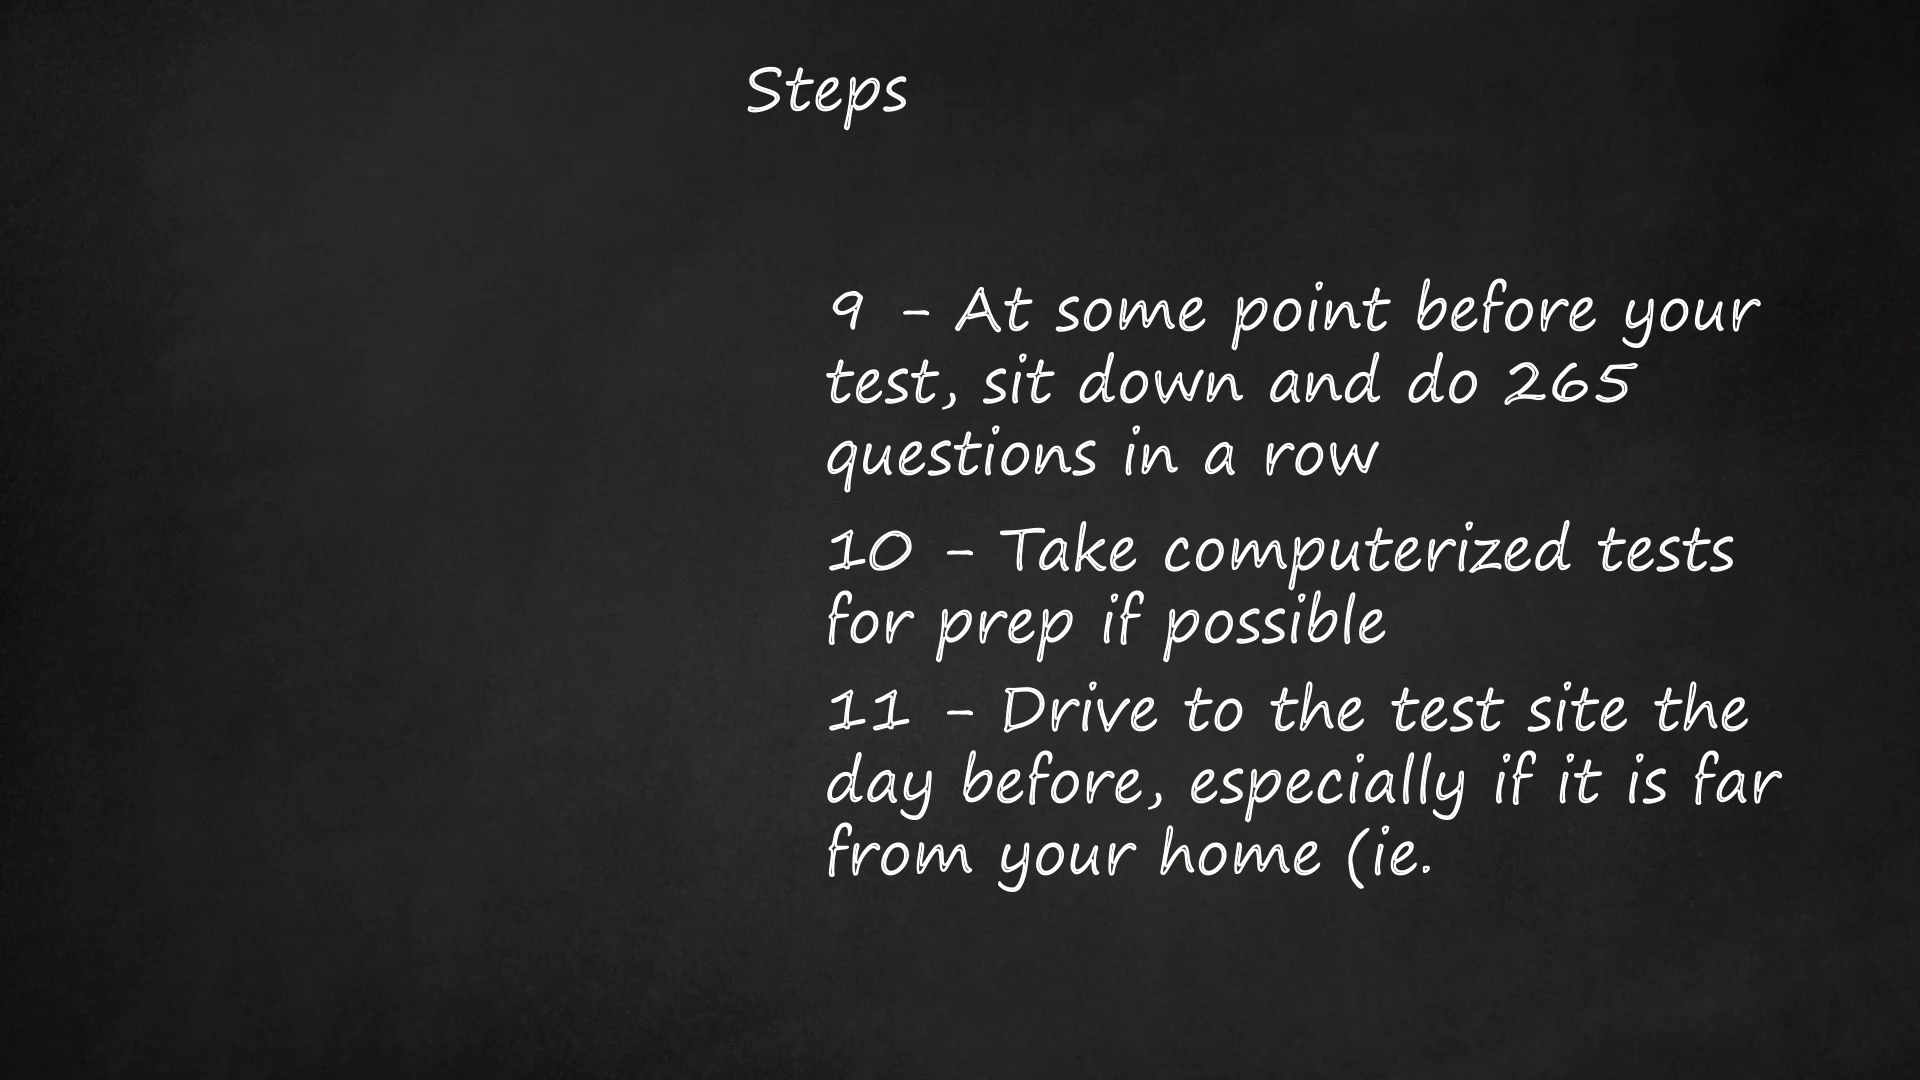 Steps
9 - At some point before your
test, sit down and do 265
questions in a row
10 - Take computerized tests
for prep if possible
11 - Drive to the test site the
day before, especially if it is far
from your home (ie.